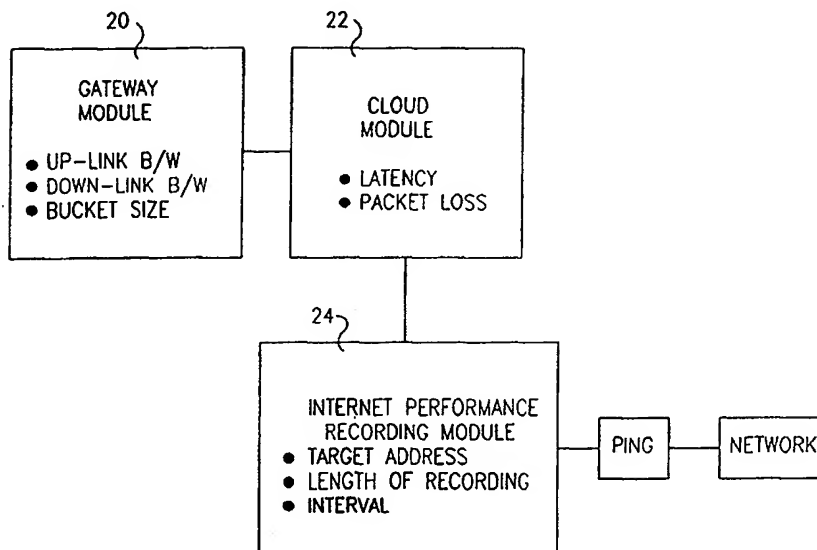 20
GATEWAY
MODULE
● UP-LINK B/W
● DOWN-LINK B/W
● BUCKET SIZE
22
CLOUD
MODULE
● LATENCY
● PACKET LOSS
24
INTERNET PERFORMANCE
RECORDING MODULE
● TARGET ADDRESS
● LENGTH OF RECORDING
● INTERVAL
PING
NETWORK